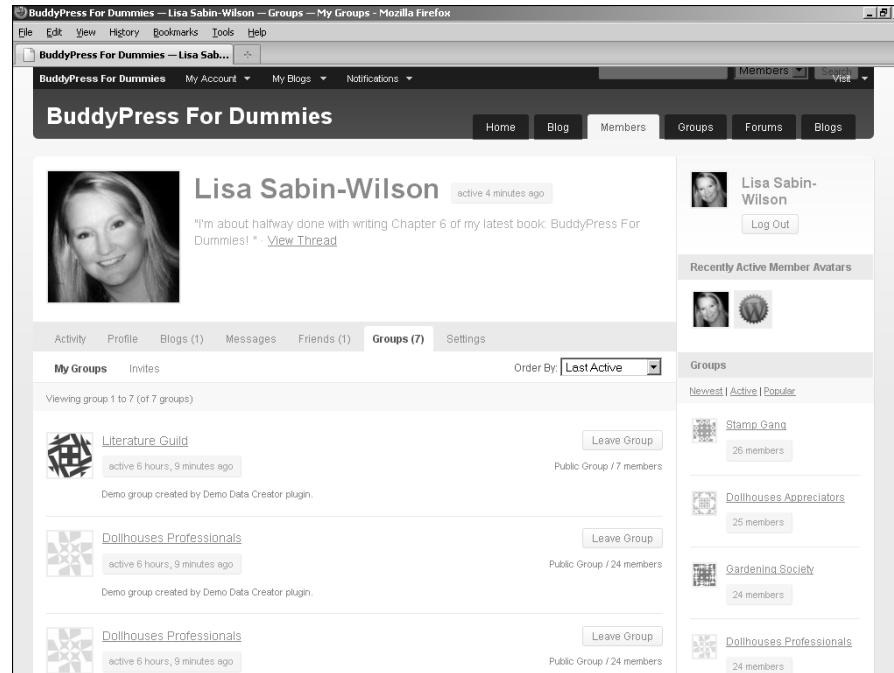 BuddyPress For Dummies — Lisa Sabin-Wilson — Groups — My Groups - Mozilla Firefox
File Edit View History Bookmarks Tools Help
BuddyPress For Dummies — Lisa Sab...
BuddyPress For Dummies My Account My Blogs Notifications Members Search Visit
BuddyPress For Dummies
Home Blog Members Groups Forums Blogs
Lisa Sabin-Wilson active 4 minutes ago
"I'm about halfway done with writing Chapter 6 of my latest book: BuddyPress For
Dummies! " · View Thread
Activity Profile Blogs (1) Messages Friends (1) Groups (7) Settings
My Groups Invites Order By: Last Active
Viewing group 1 to 7 (of 7 groups)
Literature Guild Leave Group
active 6 hours, 9 minutes ago Public Group / 7 members
Demo group created by Demo Data Creator plugin.
Dollhouses Professionals Leave Group
active 6 hours, 9 minutes ago Public Group / 24 members
Demo group created by Demo Data Creator plugin.
Dollhouses Professionals Leave Group
active 6 hours, 9 minutes ago Public Group / 24 members
Lisa Sabin-
Wilson
Log Out
Recently Active Member Avatars
Groups
Newest | Active | Popular
Stamp Gang
26 members
Dollhouses Appreciators
25 members
Gardening Society
24 members
Dollhouses Professionals
24 members